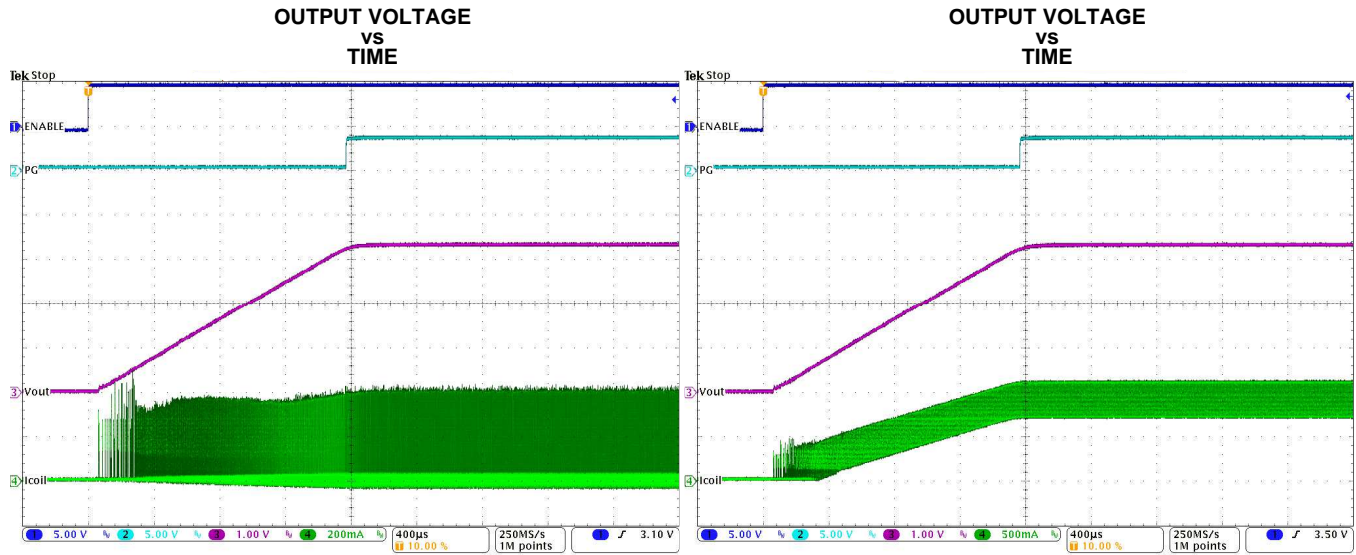 OUTPUT VOLTAGE
vs
TIME
Tek Stop
T
1 ENABLE
2 PG
3 Vout
4 Icoil
1 5.00 V 2 5.00 V 3 1.00 V 4 200mA
400µs
T 10.00 %
250MS/s
1M points
1 3.10 V
OUTPUT VOLTAGE
vs
TIME
Tek Stop
T
1 ENABLE
2 PG
3 Vout
4 Icoil
1 5.00 V 2 5.00 V 3 1.00 V 4 500mA
400µs
T 10.00 %
250MS/s
1M points
1 3.50 V